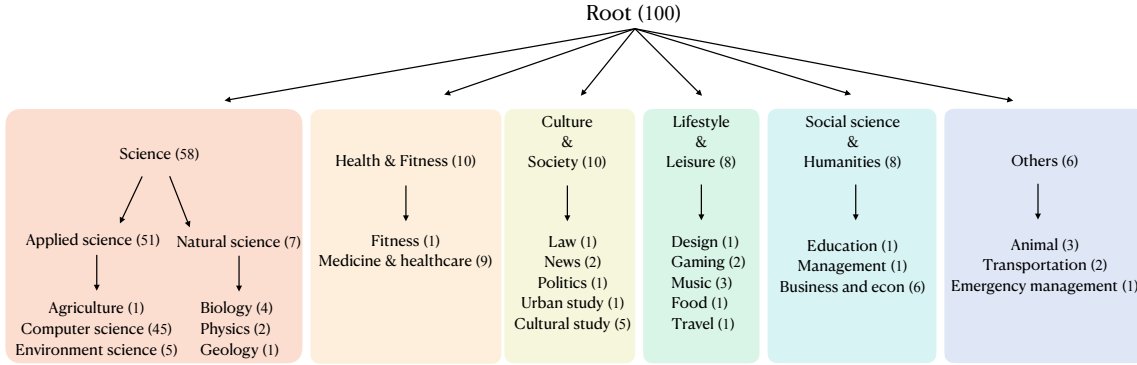 Root (100)
Science (58)
Applied science (51)
Natural science (7)
Agriculture (1)
Computer science (45)
Environment science (5)
Biology (4)
Physics (2)
Geology (1)
Health & Fitness (10)
Fitness (1)
Medicine & healthcare (9)
Culture
&
Society (10)
Law (1)
News (2)
Politics (1)
Urban study (1)
Cultural study (5)
Lifestyle
&
Leisure (8)
Design (1)
Gaming (2)
Music (3)
Food (1)
Travel (1)
Social science
&
Humanities (8)
Education (1)
Management (1)
Business and econ (6)
Others (6)
Animal (3)
Transportation (2)
Emergency management (1)